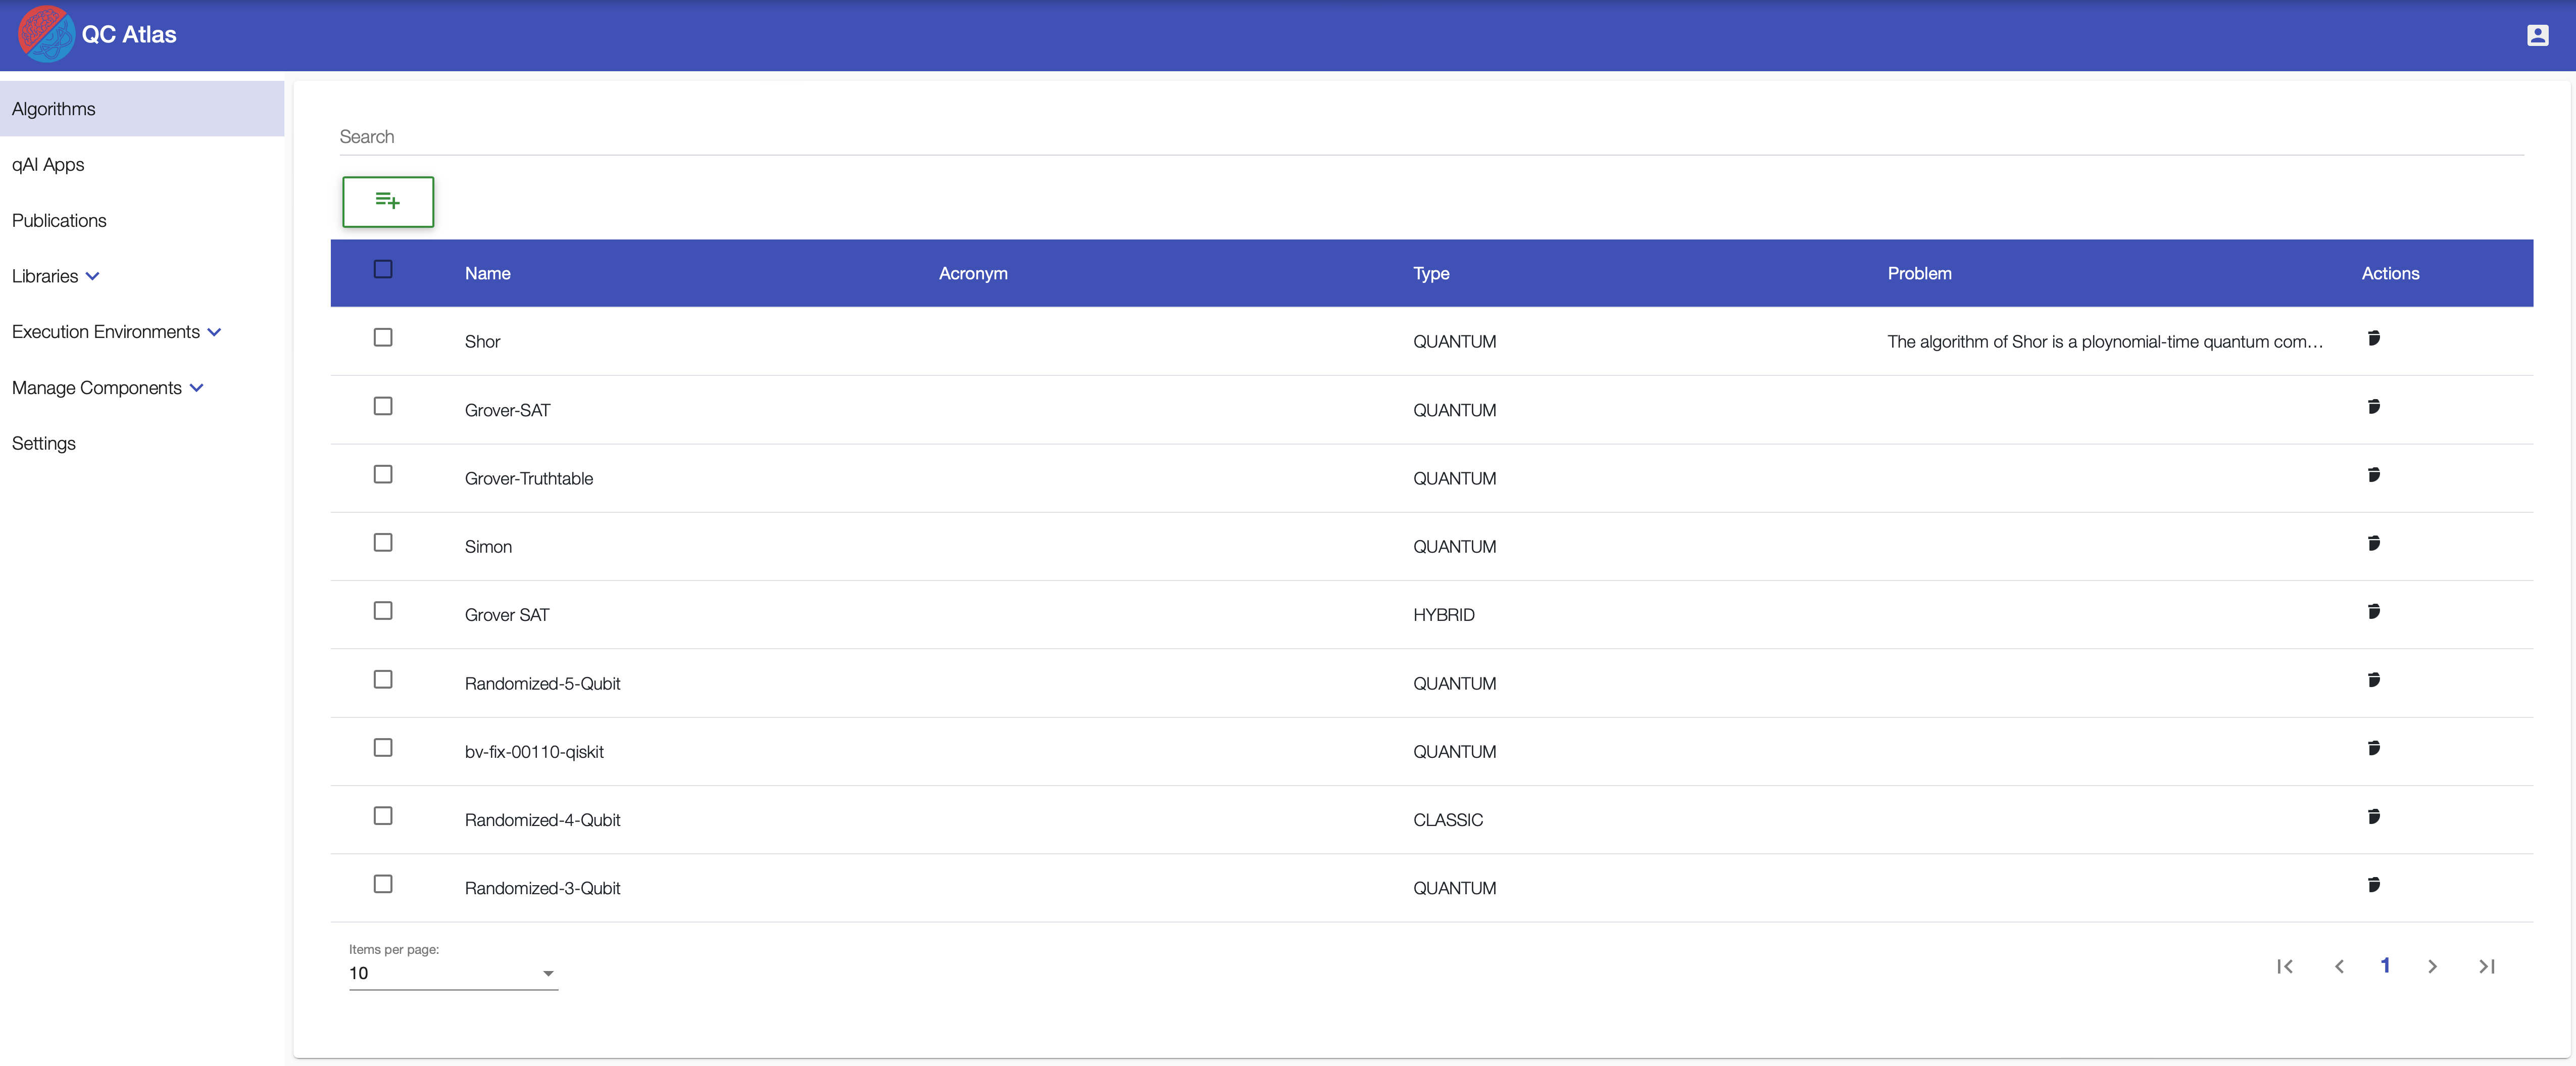 QC Atlas
Algorithms
qAI Apps
Publications
Libraries
Execution Environments
Manage Components
Settings
Search
Name Acronym Type Problem Actions
Shor QUANTUM The algorithm of Shor is a ploynomial-time quantum com...
Grover-SAT QUANTUM
Grover-Truthtable QUANTUM
Simon QUANTUM
Grover SAT HYBRID
Randomized-5-Qubit QUANTUM
bv-fix-00110-qiskit QUANTUM
Randomized-4-Qubit CLASSIC
Randomized-3-Qubit QUANTUM
Items per page:
10
1